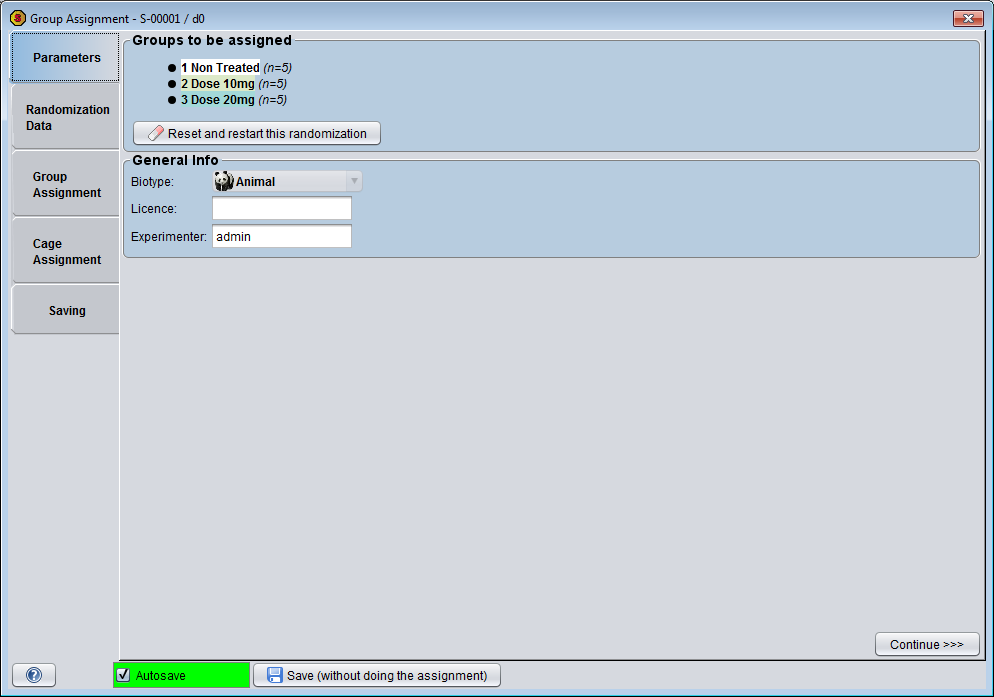 Group Assignment - S-00001 / d0
Parameters
Randomization
Data
Group
Assignment
Cage
Assignment
Saving
Groups to be assigned
1 Non Treated (n=5)
2 Dose 10mg (n=5)
3 Dose 20mg (n=5)
Reset and restart this randomization
General Info
Biotype: Animal
Licence:
Experimenter: admin
Continue >>>
? Autosave Save (without doing the assignment)